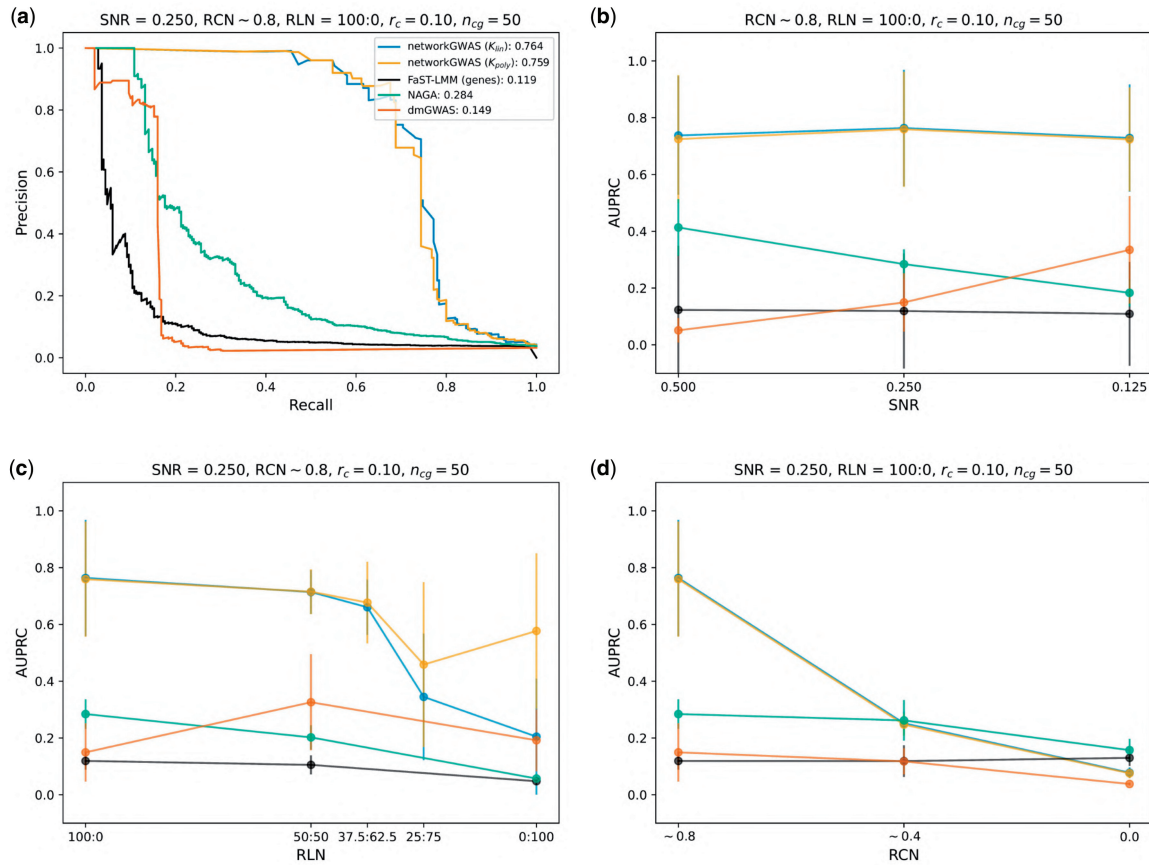 (a) SNR = 0.250, RCN ~ 0.8, RLN = 100:0, r_c = 0.10, n_cg = 50
networkGWAS (K_lin): 0.764
networkGWAS (K_poly): 0.759
FaST-LMM (genes): 0.119
NAGA: 0.284
dmGWAS: 0.149
Precision
1.0
0.8
0.6
0.4
0.2
0.0
0.0 0.2 0.4 0.6 0.8 1.0
Recall
(b) RCN ~ 0.8, RLN = 100:0, r_c = 0.10, n_cg = 50
AUPRC
1.0
0.8
0.6
0.4
0.2
0.0
0.500 0.250 0.125
SNR
(c) SNR = 0.250, RCN ~ 0.8, r_c = 0.10, n_cg = 50
AUPRC
1.0
0.8
0.6
0.4
0.2
0.0
100:0 50:50 37.5:62.5 25:75 0:100
RLN
(d) SNR = 0.250, RLN = 100:0, r_c = 0.10, n_cg = 50
AUPRC
1.0
0.8
0.6
0.4
0.2
0.0
~ 0.8 ~ 0.4 0.0
RCN